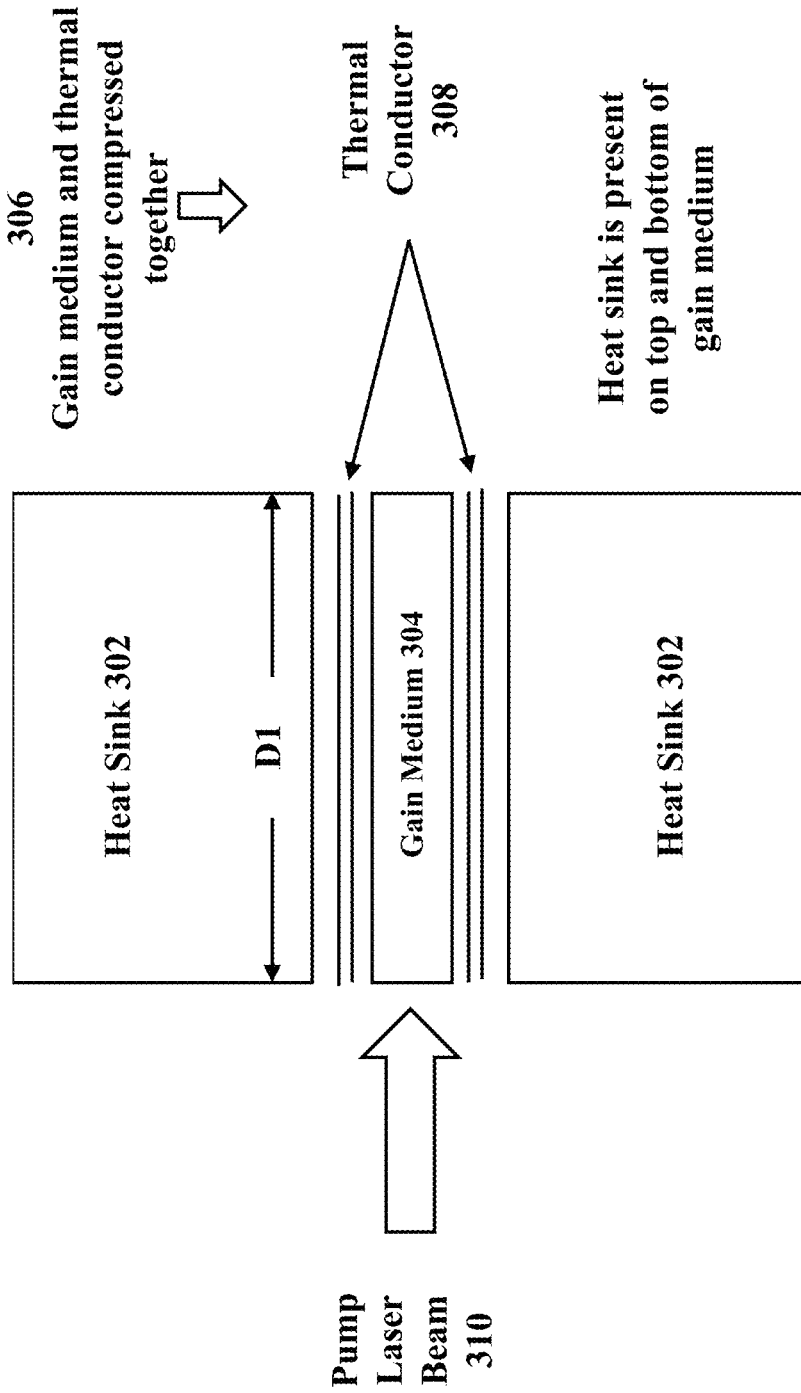 306
Gain medium and thermal
conductor compressed
together
Heat Sink 302
D1
Thermal
Conductor
308
Pump
Laser
Beam
310
Gain Medium 304
Heat Sink 302
Heat sink is present
on top and bottom of
gain medium